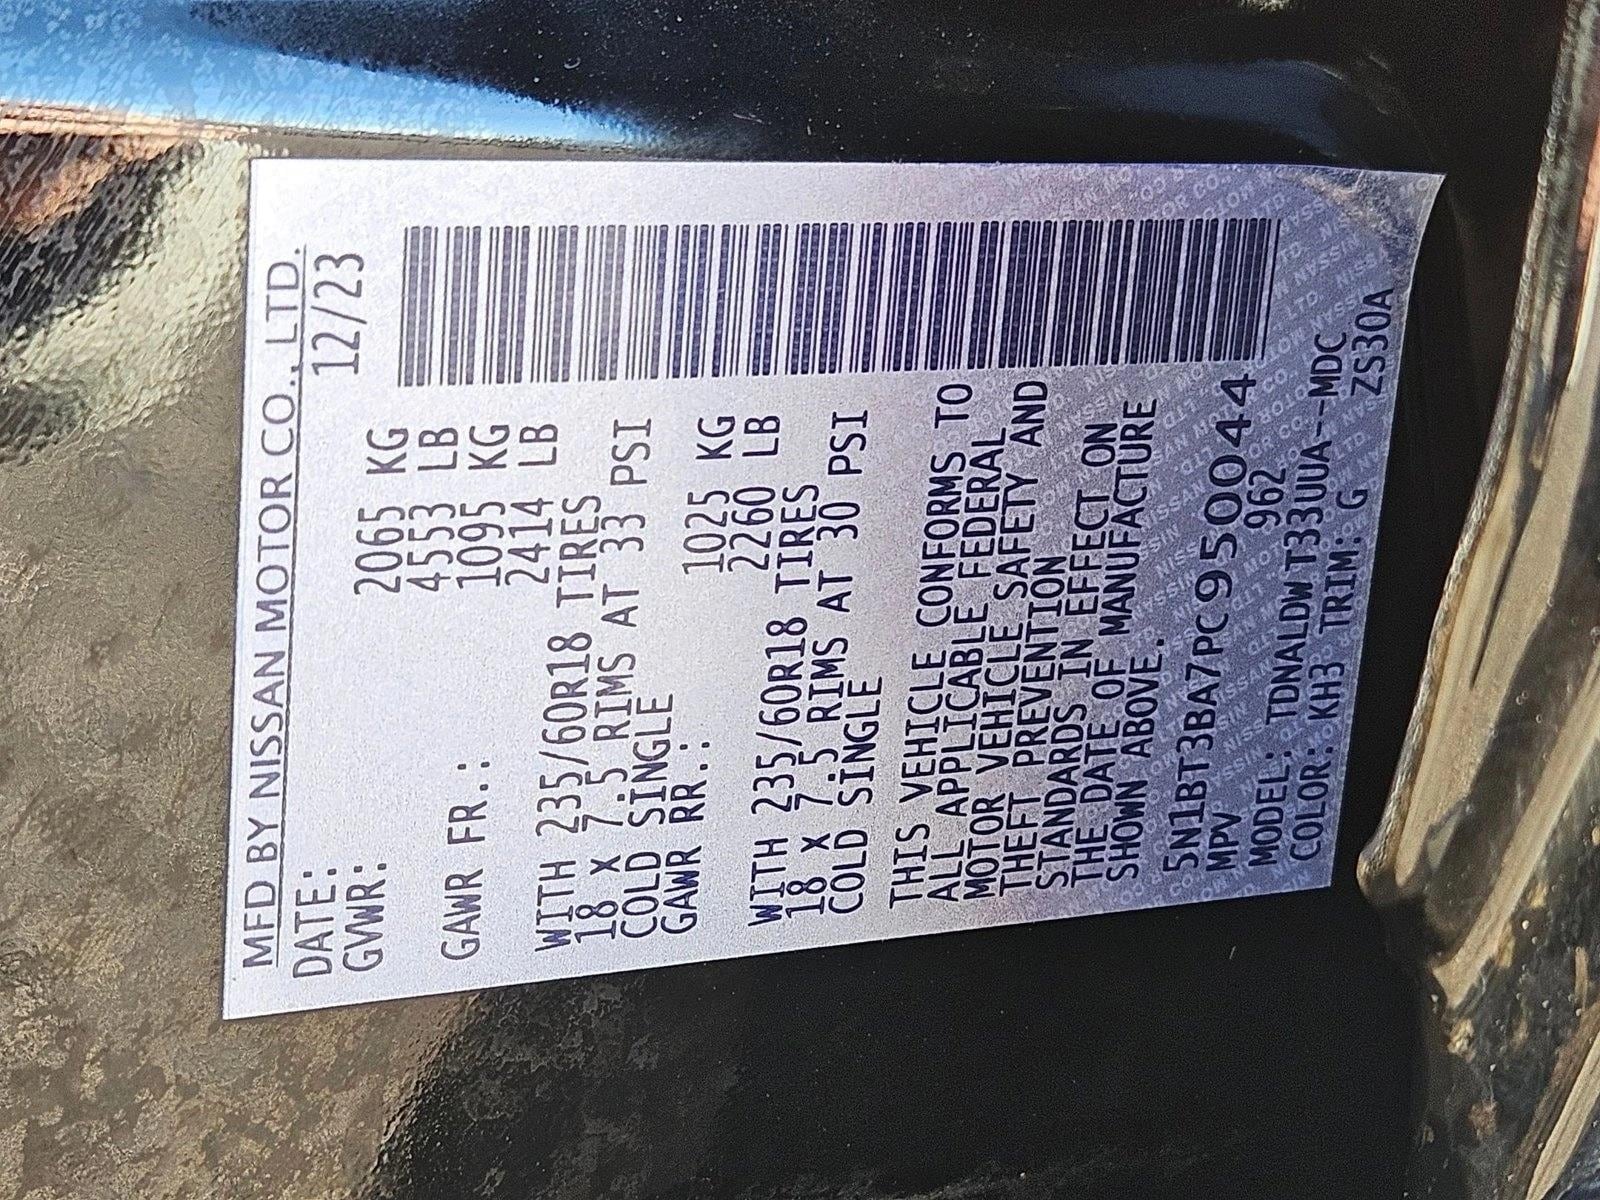 MFD BY NISSAN MOTOR CO., LTD.
DATE: 12/23
GVWR: 2065 KG
4553 LB
GAWR FR.: 1095 KG
2414 LB
WITH 235/60R18 TIRES
18 x 7.5 RIMS AT 33 PSI
COLD SINGLE
GAWR RR.: 1025 KG
2260 LB
WITH 235/60R18 TIRES
18 x 7.5 RIMS AT 30 PSI
COLD SINGLE
THIS VEHICLE CONFORMS TO
ALL APPLICABLE FEDERAL
MOTOR VEHICLE SAFETY AND
THEFT PREVENTION
STANDARDS IN EFFECT ON
THE DATE OF MANUFACTURE
SHOWN ABOVE.
5N1BT3BA7PC950044
MPV 962
MODEL: TDNALDWT33UUA--MDC
COLOR: KH3 TRIM: G ZS30A